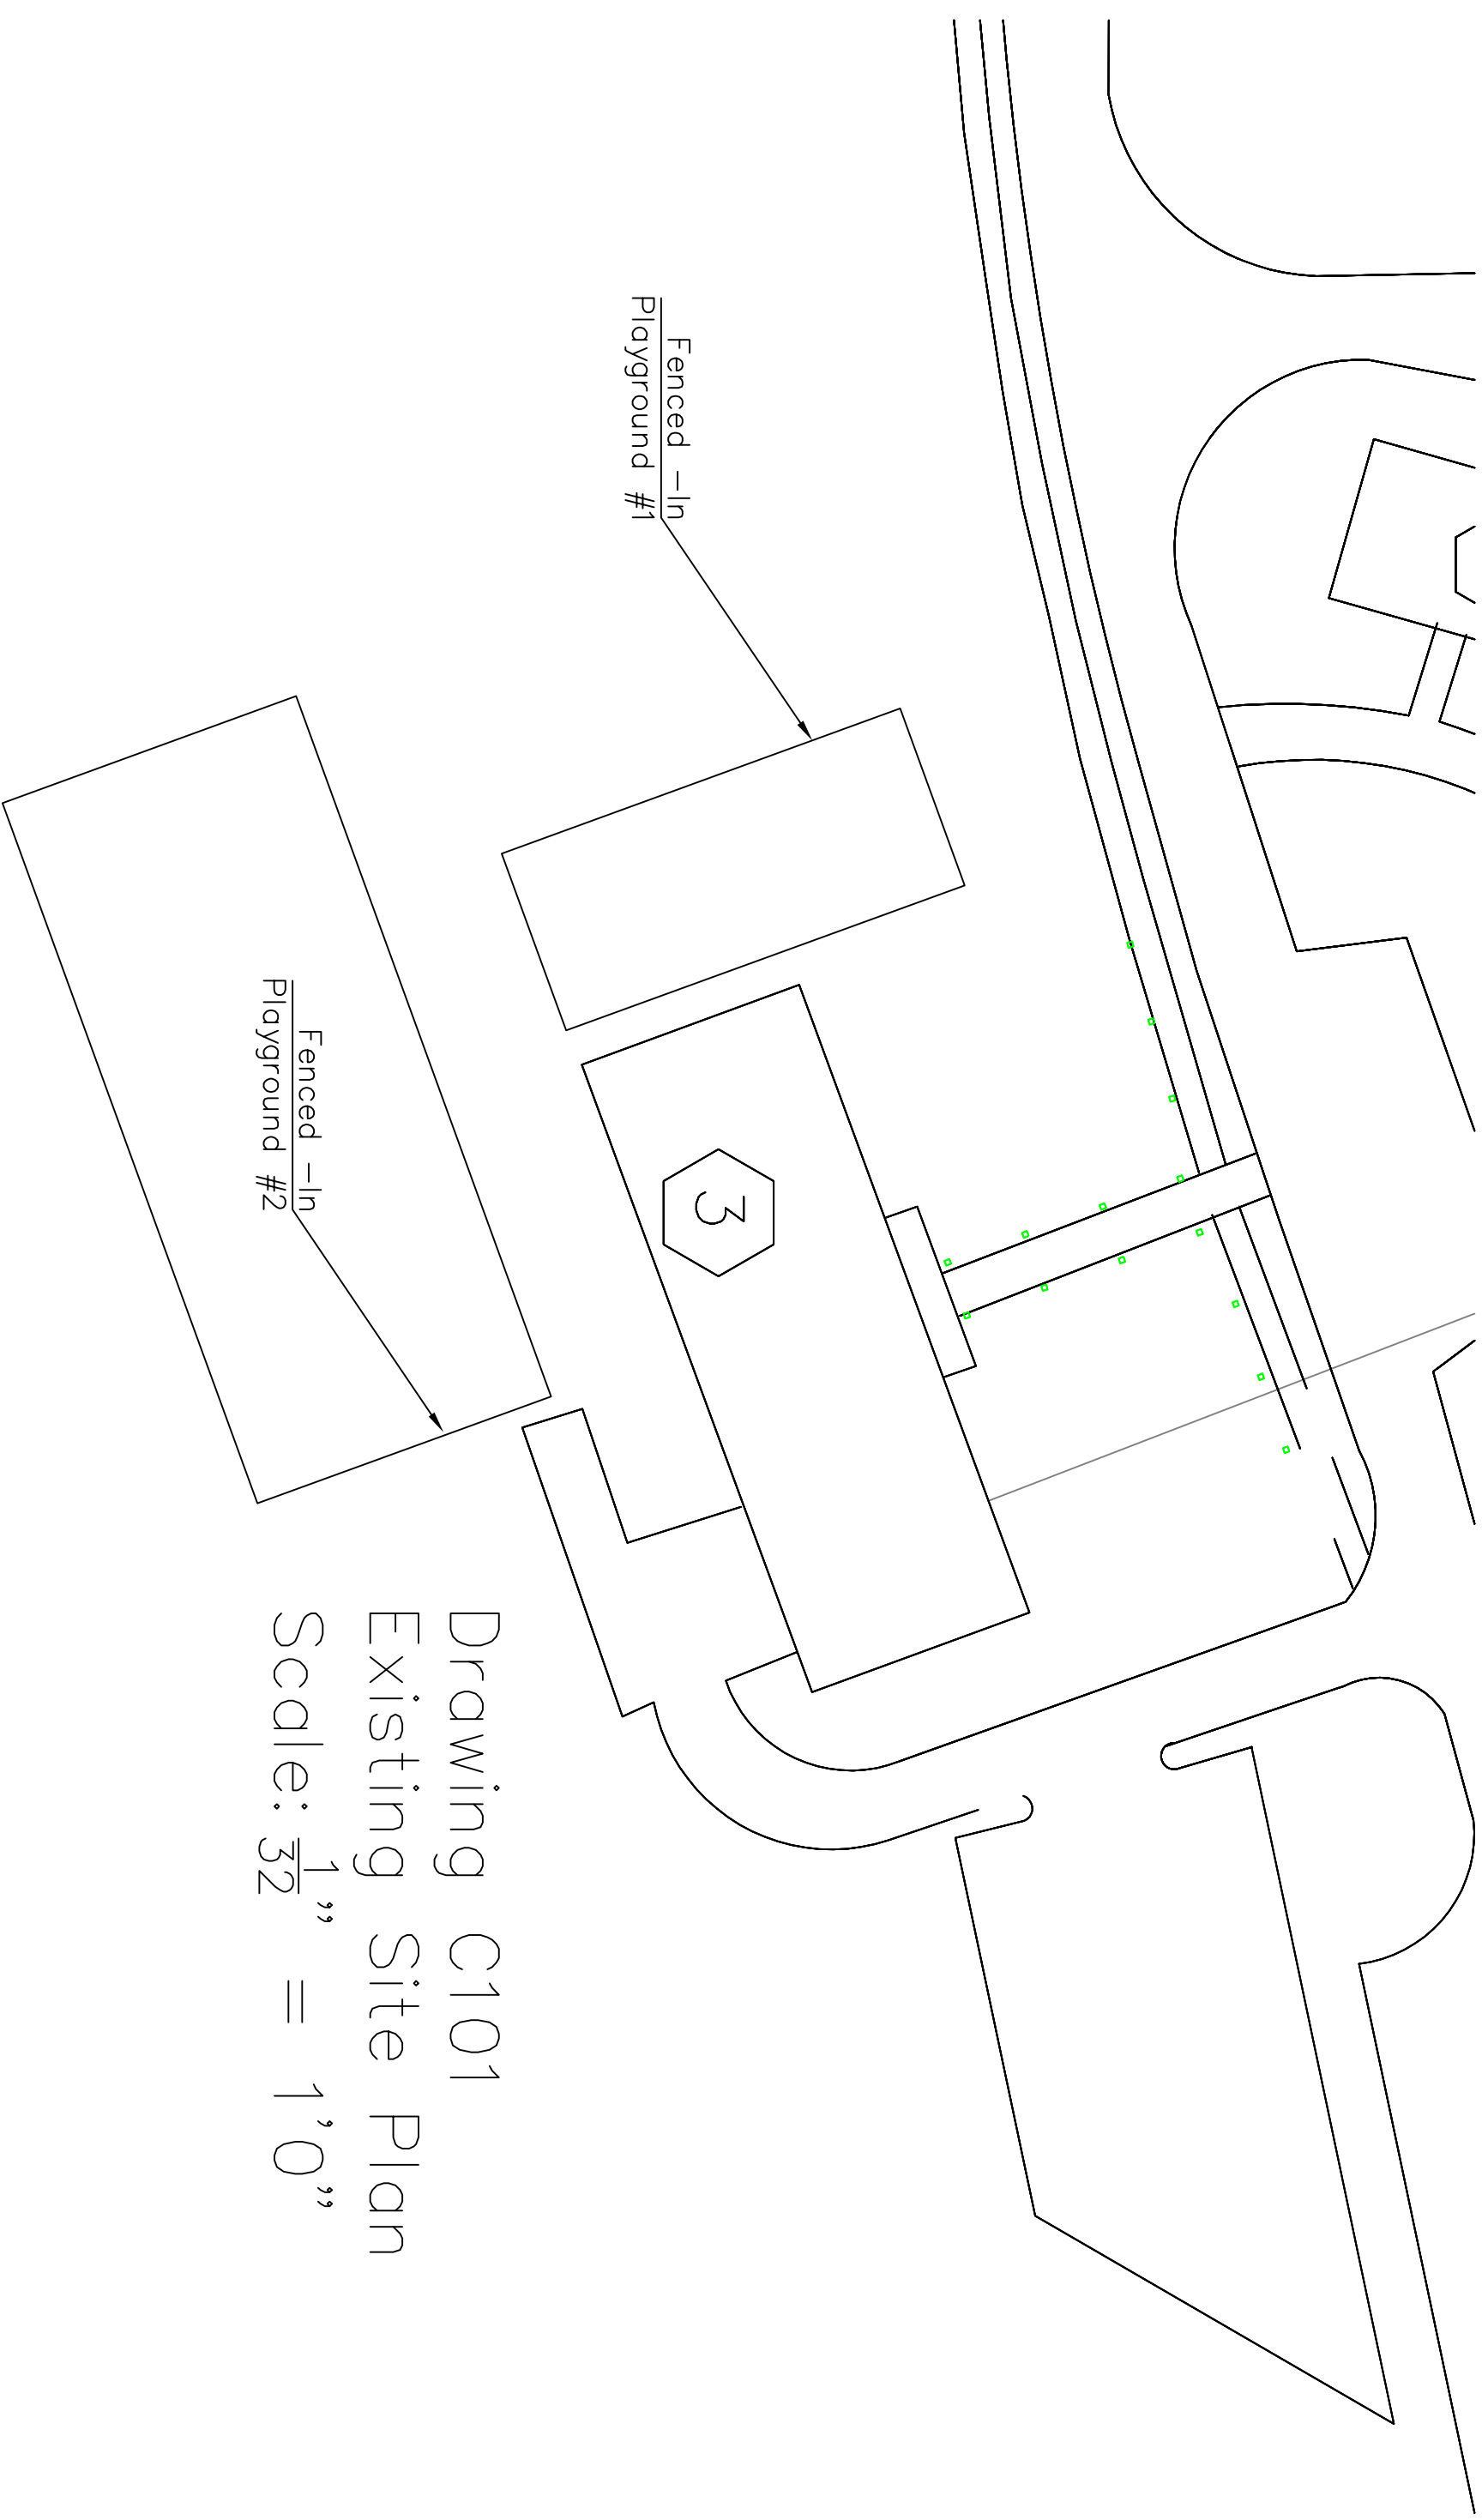 Fenced -In
Playground #1
Fenced -In
Playground #2
3
Drawing C101
Existing Site Plan
Scale: 1/32" = 1'0"